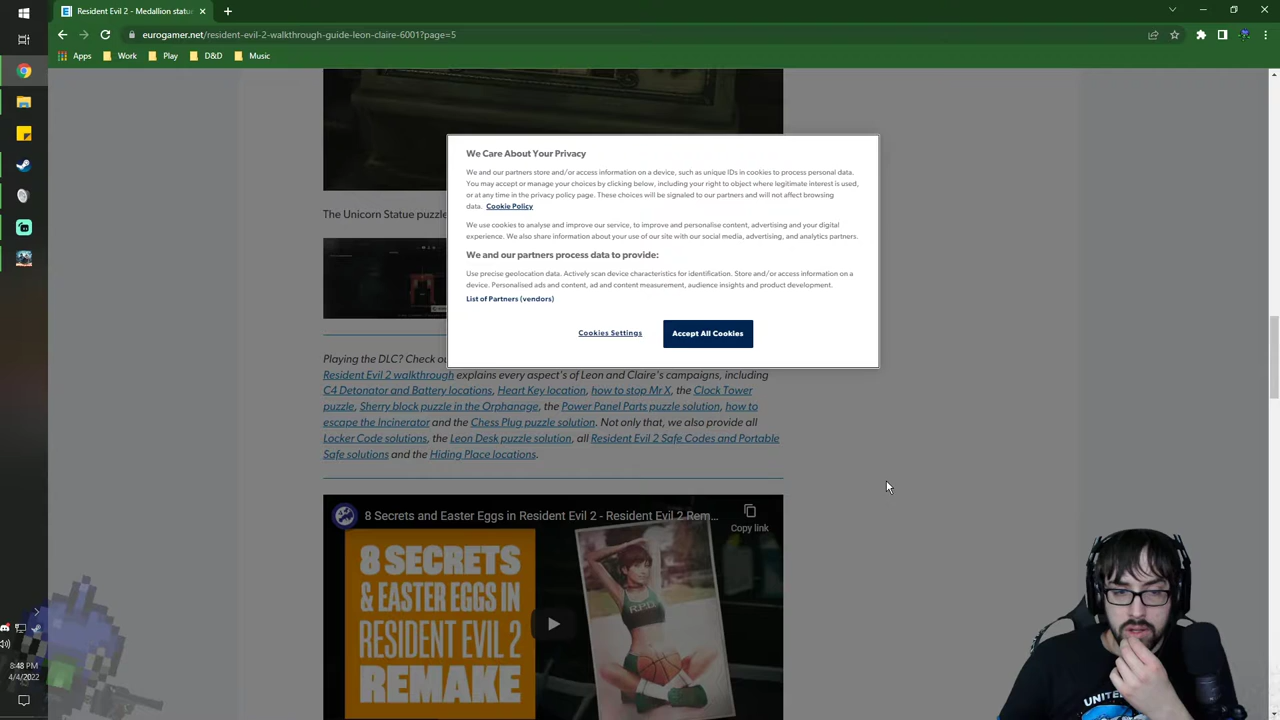 Resident Evil 2 - Medallion statu
eurogamer.net/resident-evil-2-walkthrough-guide-leon-claire-6001?page=5
Apps Work Play D&D Music
We Care About Your Privacy
We and our partners store and/or access information on a device, such as unique IDs in cookies to process personal data.
You may accept or manage your choices by clicking below, including your right to object where legitimate interest is used,
or at any time in the privacy policy page. These choices will be signaled to our partners and will not affect browsing
data. Cookie Policy
We use cookies to analyse and improve our service, to improve and personalise content, advertising and your digital
experience. We also share information about your use of our site with our social media, advertising, and analytics partners.
We and our partners process data to provide:
Use precise geolocation data. Actively scan device characteristics for identification. Store and/or access information on a
device. Personalised ads and content, ad and content measurement, audience insights and product development.
List of Partners (vendors)
Cookies Settings Accept All Cookies
The Unicorn Statue puzzle
Playing the DLC? Check ou
Resident Evil 2 walkthrough explains every aspect's of Leon and Claire's campaigns, including
C4 Detonator and Battery locations, Heart Key location, how to stop Mr X, the Clock Tower
puzzle, Sherry block puzzle in the Orphanage, the Power Panel Parts puzzle solution, how to
escape the Incinerator and the Chess Plug puzzle solution. Not only that, we also provide all
Locker Code solutions, the Leon Desk puzzle solution, all Resident Evil 2 Safe Codes and Portable
Safe solutions and the Hiding Place locations.
8 Secrets and Easter Eggs in Resident Evil 2 - Resident Evil 2 Rem...
Copy link
8 SECRETS
& EASTER EGGS IN
RESIDENT EVIL 2
REMAKE
R.P.D.
8:48 PM
4/4/2022
UNITED